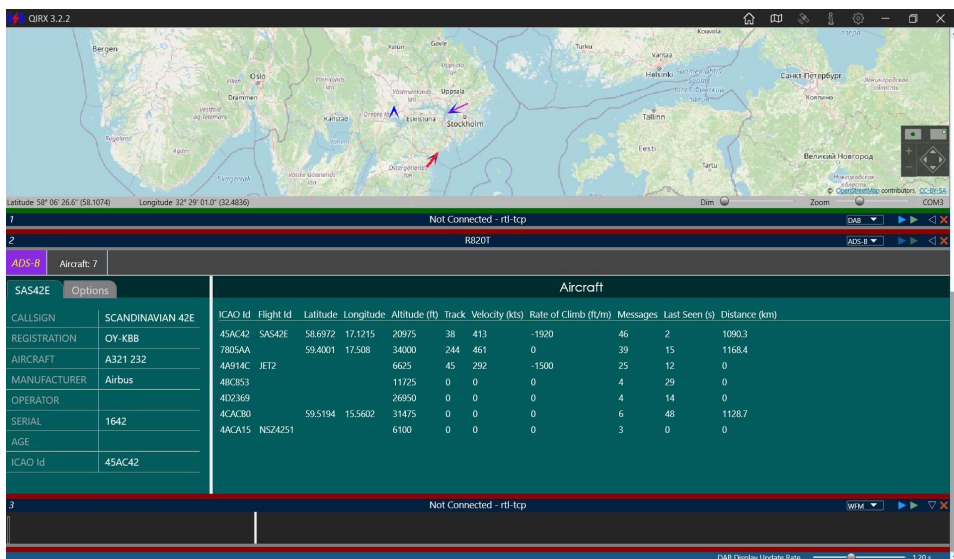 QIRX 3.2.2
Bergen
Falun
Gävle
Turku
Kouvola
Vantaa
Helsinki
Uppsala
Oslo
Drammen
Санкт-Петербург
Колпино
Karlstad
Eskilstuna
Stockholm
Tallinn
Rogaland
Agder
Skagerrak
Eesti
Tartu
Великий Новгород
© OpenStreetMap contributors, CC-BY-SA
Latitude 58° 06' 26.6" (58.1074) Longitude 32° 29' 01.0" (32.4836) Dim Zoom COM3
1 Not Connected - rtl-tcp DAB
2 R820T ADS-B
ADS-B Aircraft: 7
SAS42E Options Aircraft
CALLSIGN SCANDINAVIAN 42E
REGISTRATION OY-KBB
AIRCRAFT A321 232
MANUFACTURER Airbus
OPERATOR
SERIAL 1642
AGE
ICAO Id 45AC42
ICAO Id Flight Id Latitude Longitude Altitude (ft) Track Velocity (kts) Rate of Climb (ft/m) Messages Last Seen (s) Distance (km)
45AC42 SAS42E 58.6972 17.1215 20975 38 413 -1920 46 2 1090.3
7805AA 59.4001 17.508 34000 244 461 0 39 15 1168.4
4A914C JET2 6625 45 292 -1500 25 12 0
4BC853 11725 0 0 0 4 29 0
4D2369 26950 0 0 0 4 14 0
4CACB0 59.5194 15.5602 31475 0 0 0 6 48 1128.7
4ACA15 NSZ4251 6100 0 0 0 3 0 0
3 Not Connected - rtl-tcp WFM
DAB Display Update Rate 1.20 s